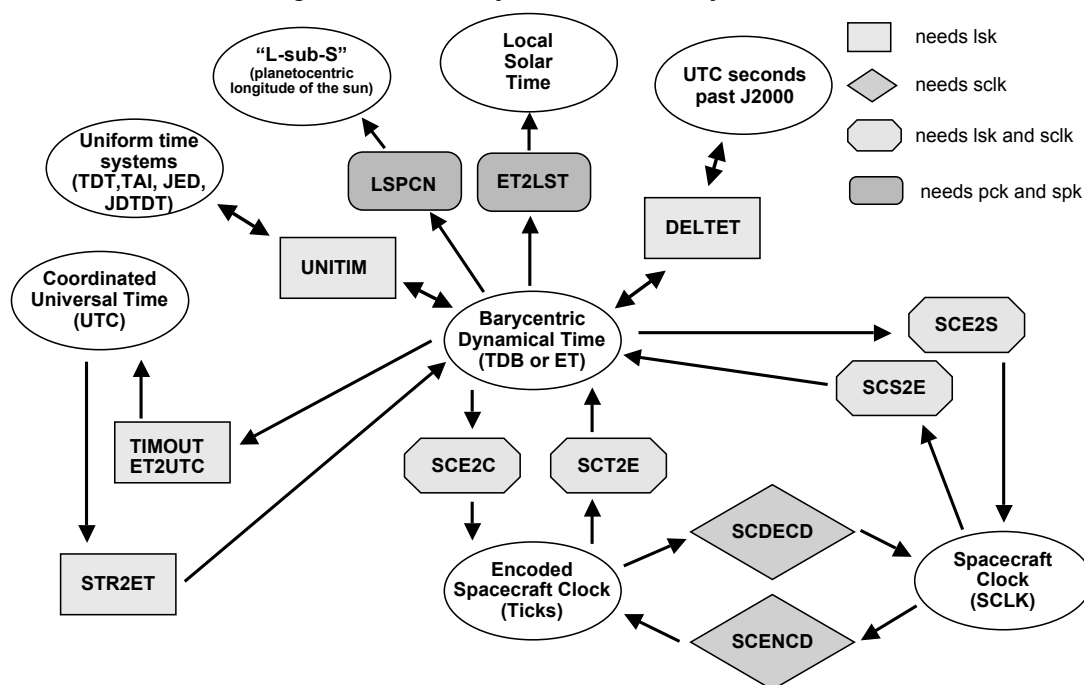 “L-sub-S”
(planetocentric
longitude of the sun)
Local
Solar
Time
UTC seconds
past J2000
needs lsk
needs sclk
needs lsk and sclk
needs pck and spk
Uniform time
systems
(TDT,TAI, JED,
JDTDT)
LSPCN
ET2LST
DELTET
UNITIM
Coordinated
Universal Time
(UTC)
Barycentric
Dynamical Time
(TDB or ET)
SCE2S
SCS2E
TIMOUT
ET2UTC
SCE2C
SCT2E
STR2ET
Encoded
Spacecraft Clock
(Ticks)
SCDECD
SCENCD
Spacecraft
Clock
(SCLK)